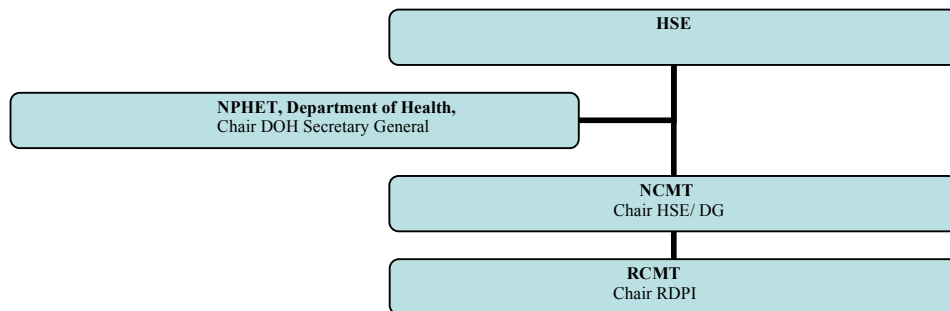 HSE
NPHET, Department of Health,
Chair DOH Secretary General
NCMT
Chair HSE/ DG
RCMT
Chair RDPI